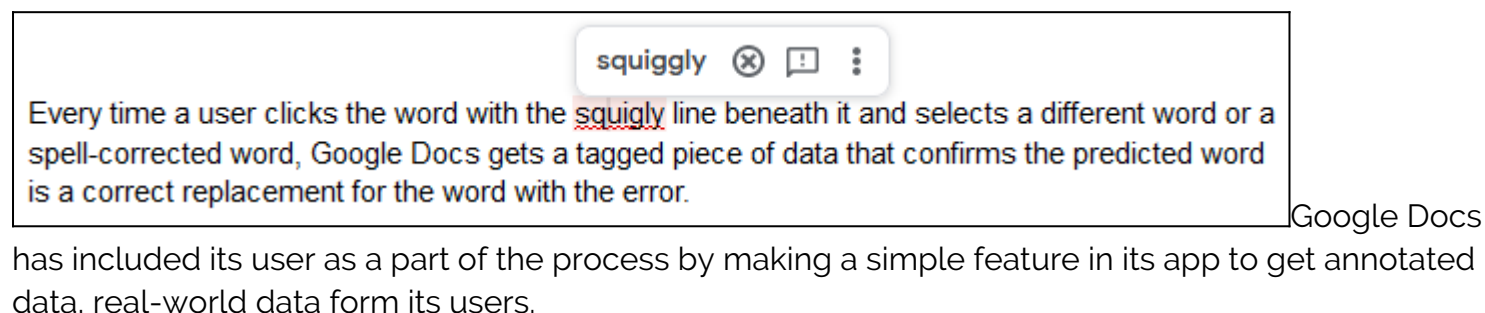 squiggly
Every time a user clicks the word with the squigly line beneath it and selects a different word or a
spell-corrected word, Google Docs gets a tagged piece of data that confirms the predicted word
is a correct replacement for the word with the error.
Google Docs
has included its user as a part of the process by making a simple feature in its app to get annotated
data, real-world data form its users.